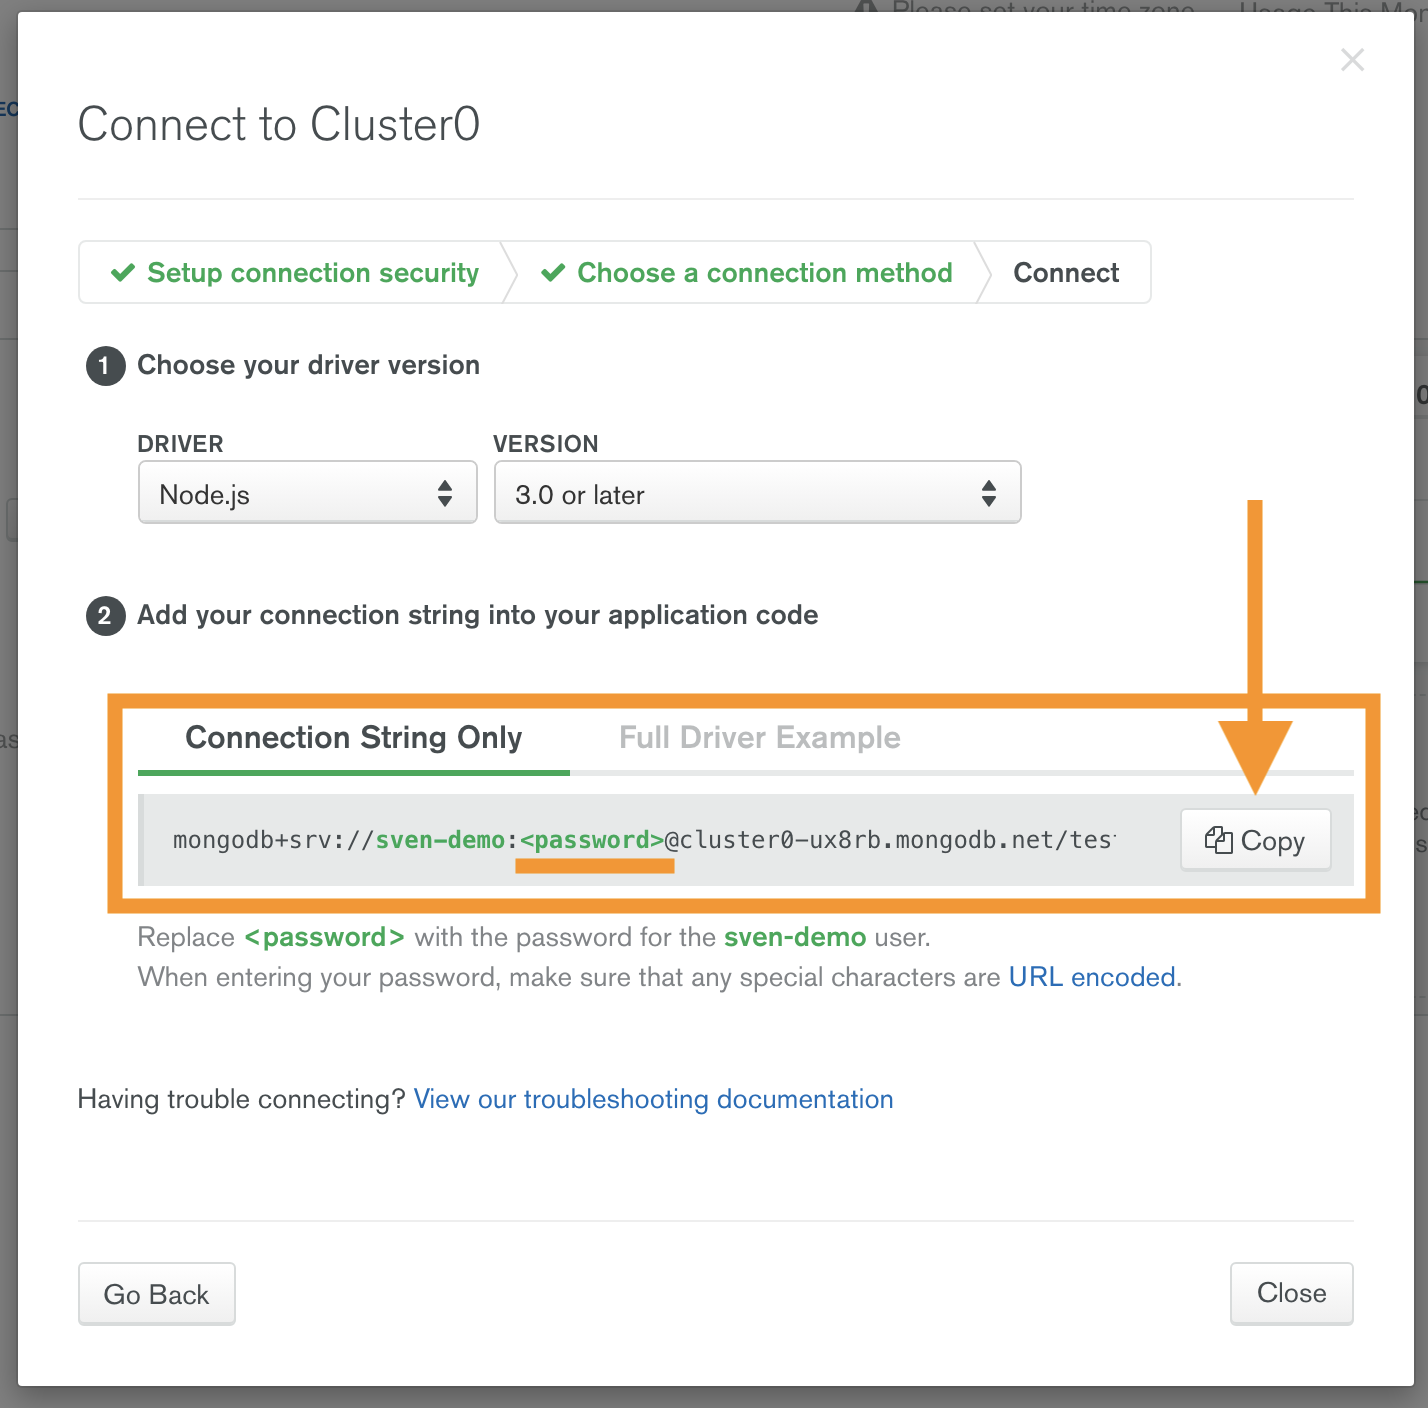 Please set your time zone
Usage This Mon
Connect to Cluster0
Setup connection security
Choose a connection method
Connect
1 Choose your driver version
DRIVER
VERSION
Node.js
3.0 or later
2 Add your connection string into your application code
Connection String Only
Full Driver Example
mongodb+srv://sven-demo:<password>@cluster0-ux8rb.mongodb.net/tes
Copy
Replace <password> with the password for the sven-demo user.
When entering your password, make sure that any special characters are URL encoded.
Having trouble connecting? View our troubleshooting documentation
Go Back
Close